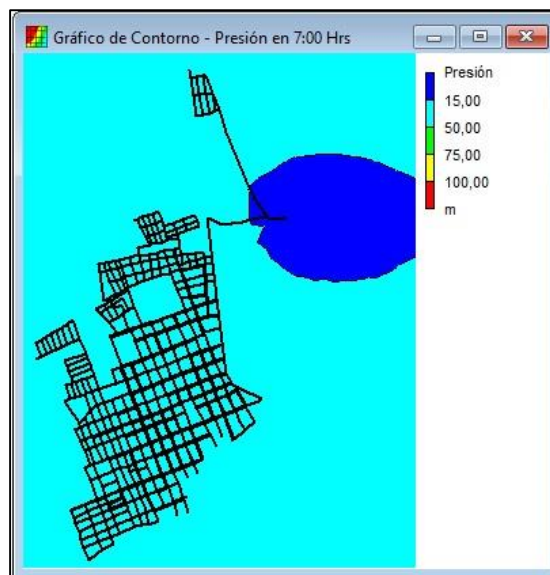 Gráfico de Contorno - Presión en 7:00 Hrs
Presión
15,00
50,00
75,00
100,00
m